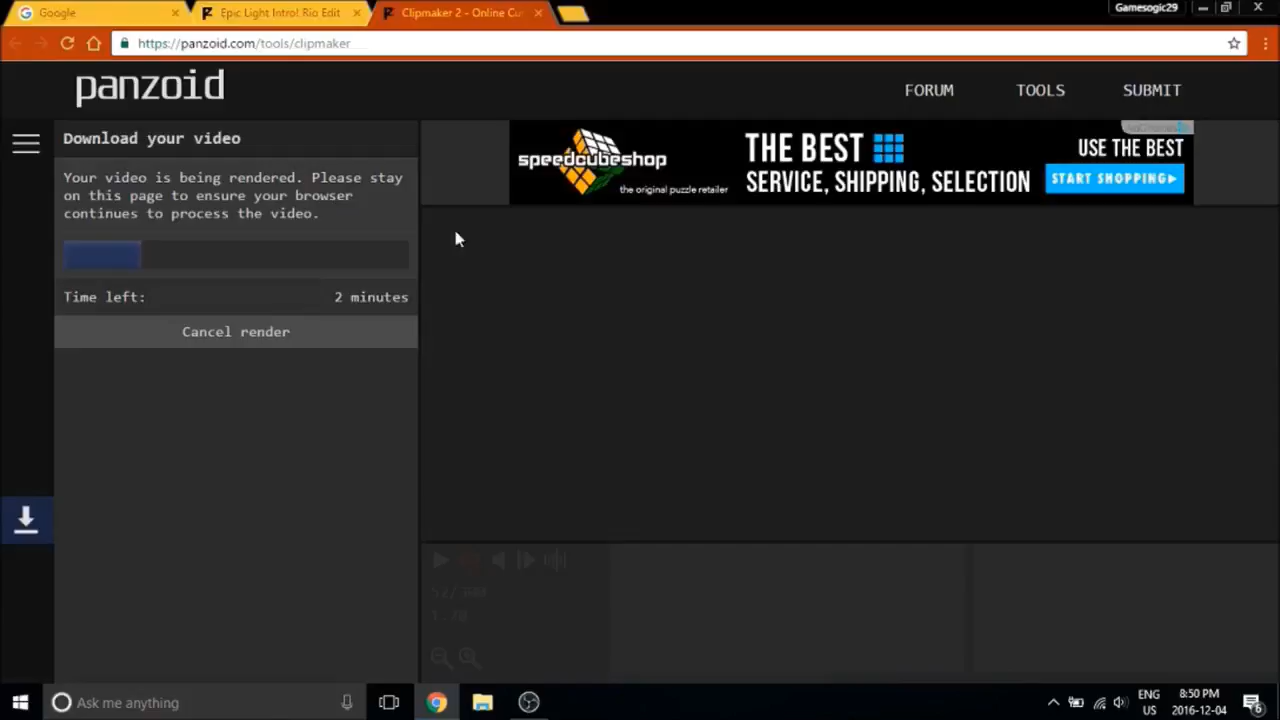 Google
Epic Light Intro! Rio Edit
Clipmaker 2 - Online Cu
Gamesogic29
https://panzoid.com/tools/clipmaker
panzoid
FORUM
TOOLS
SUBMIT
Download your video
Your video is being rendered. Please stay
on this page to ensure your browser
continues to process the video.
Time left:
2 minutes
Cancel render
speedcubeshop
the original puzzle retailer
THE BEST
SERVICE, SHIPPING, SELECTION
USE THE BEST
START SHOPPING
Ask me anything
ENG
US
8:50 PM
2016-12-04
6